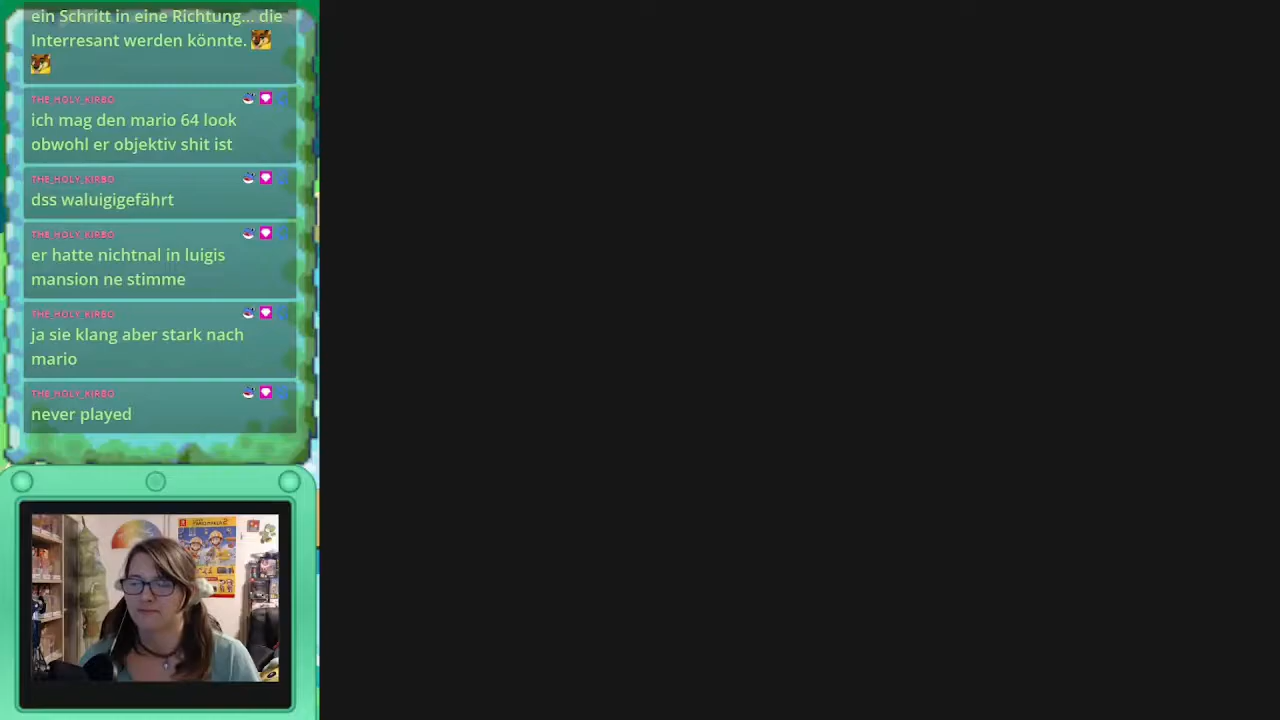 ein Schritt in eine Richtung... die
Interresant werden könnte.
THE_HOLY_KIRBO
ich mag den mario 64 look
obwohl er objektiv shit ist
THE_HOLY_KIRBO
dss waluigigefährt
THE_HOLY_KIRBO
er hatte nichtnal in luigis
mansion ne stimme
THE_HOLY_KIRBO
ja sie klang aber stark nach
mario
THE_HOLY_KIRBO
never played